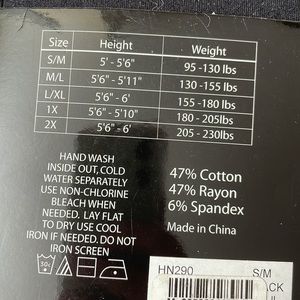 Size Height Weight
S/M 5' - 5'6" 95 -130 lbs
M/L 5'6" - 5'11" 130 -155 lbs
L/XL 5'6" - 6' 155 -180 lbs
1X 5'6" - 5'10" 180 - 205lbs
2X 5'6" - 6' 205 - 230lbs
HAND WASH
INSIDE OUT, COLD
WATER SEPARATELY
USE NON-CHLORINE
BLEACH WHEN
NEEDED. LAY FLAT
TO DRY USE COOL
IRON IF NEEDED. DO NOT
IRON SCREEN
47% Cotton
47% Rayon
6% Spandex
Made in China
30°
HN290 S/M
ACK